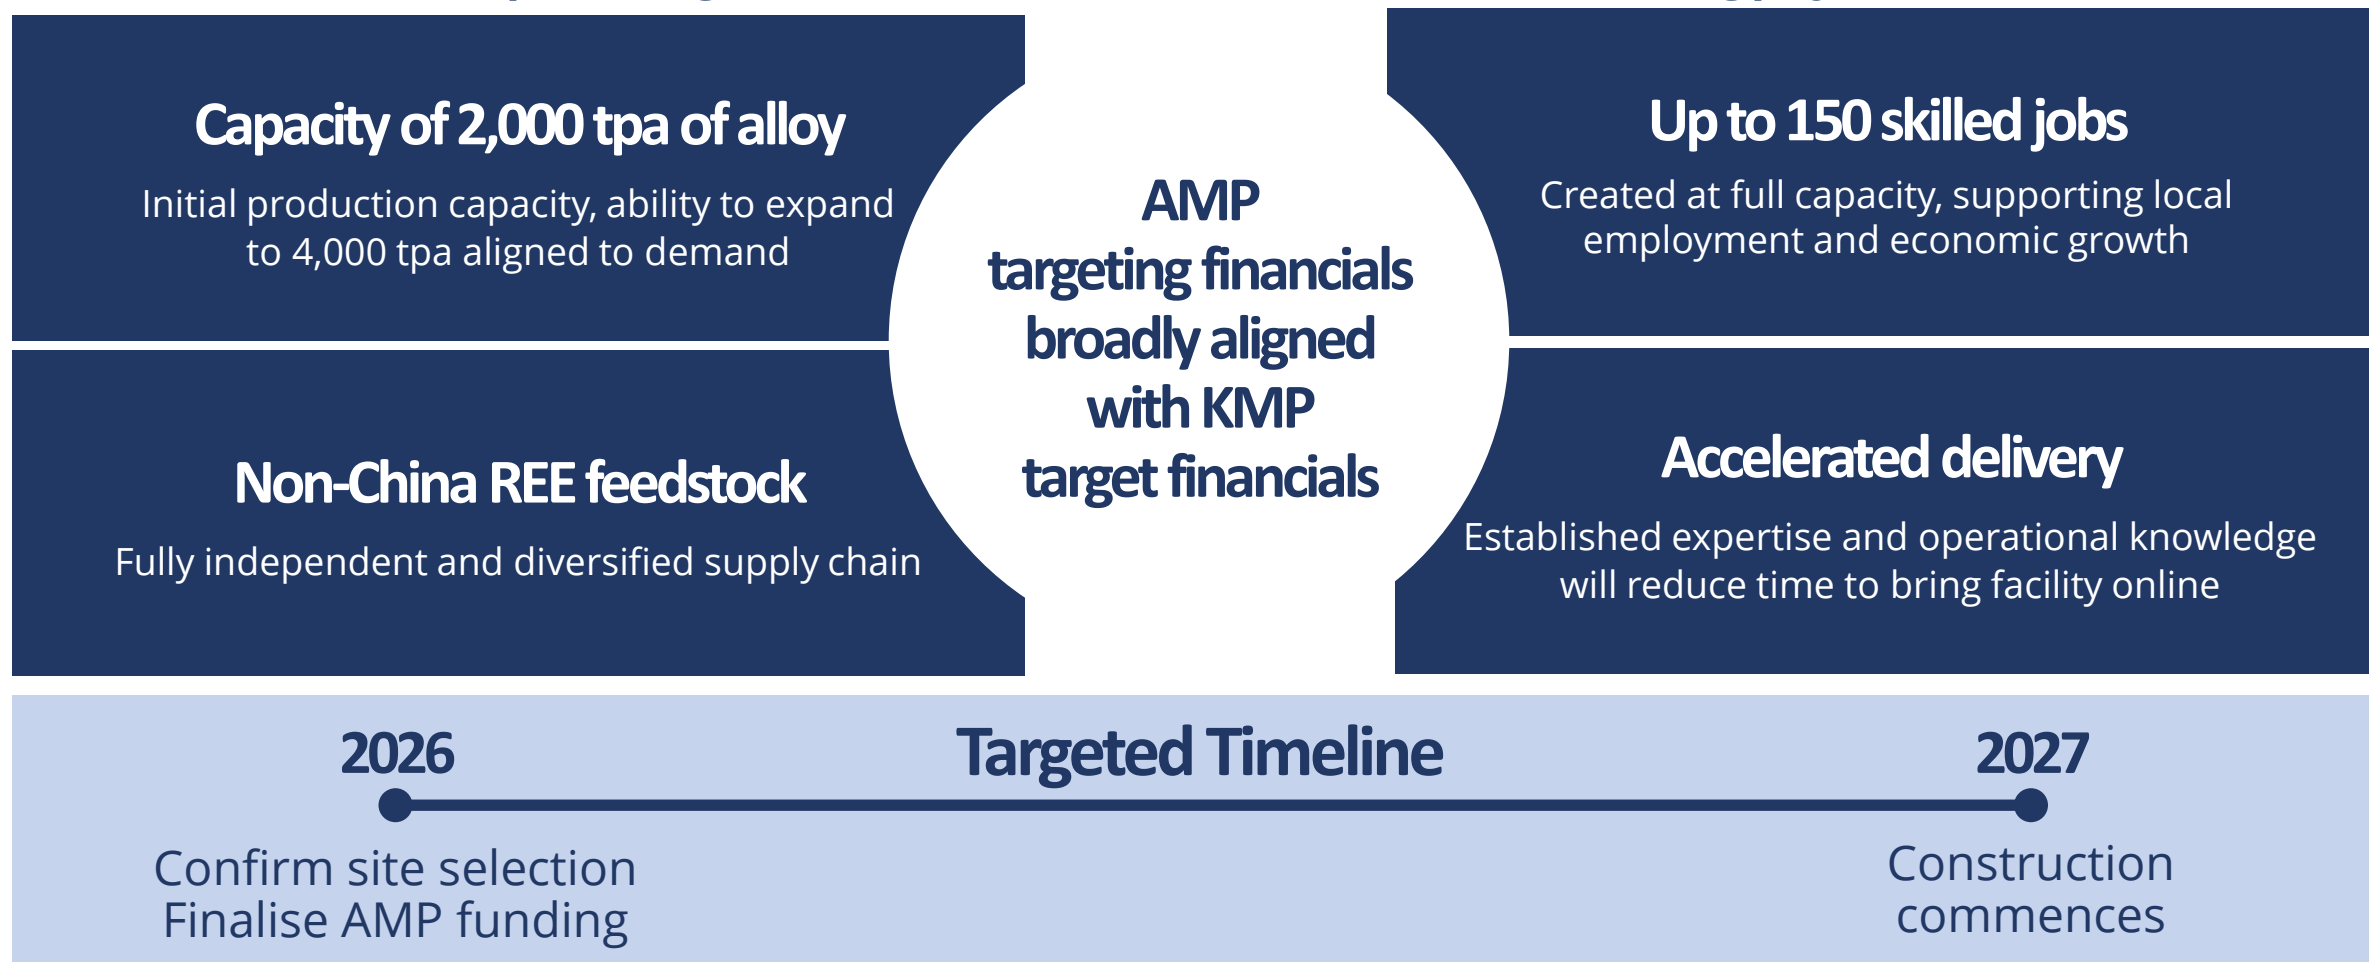 Capacity of 2,000 tpa of alloy
Initial production capacity, ability to expand
to 4,000 tpa aligned to demand
Non-China REE feedstock
Fully independent and diversified supply chain
AMP
targeting financials
broadly aligned
with KMP
target financials
Up to 150 skilled jobs
Created at full capacity, supporting local
employment and economic growth
Accelerated delivery
Established expertise and operational knowledge
will reduce time to bring facility online
Targeted Timeline
2026
Confirm site selection
Finalise AMP funding
2027
Construction
commences